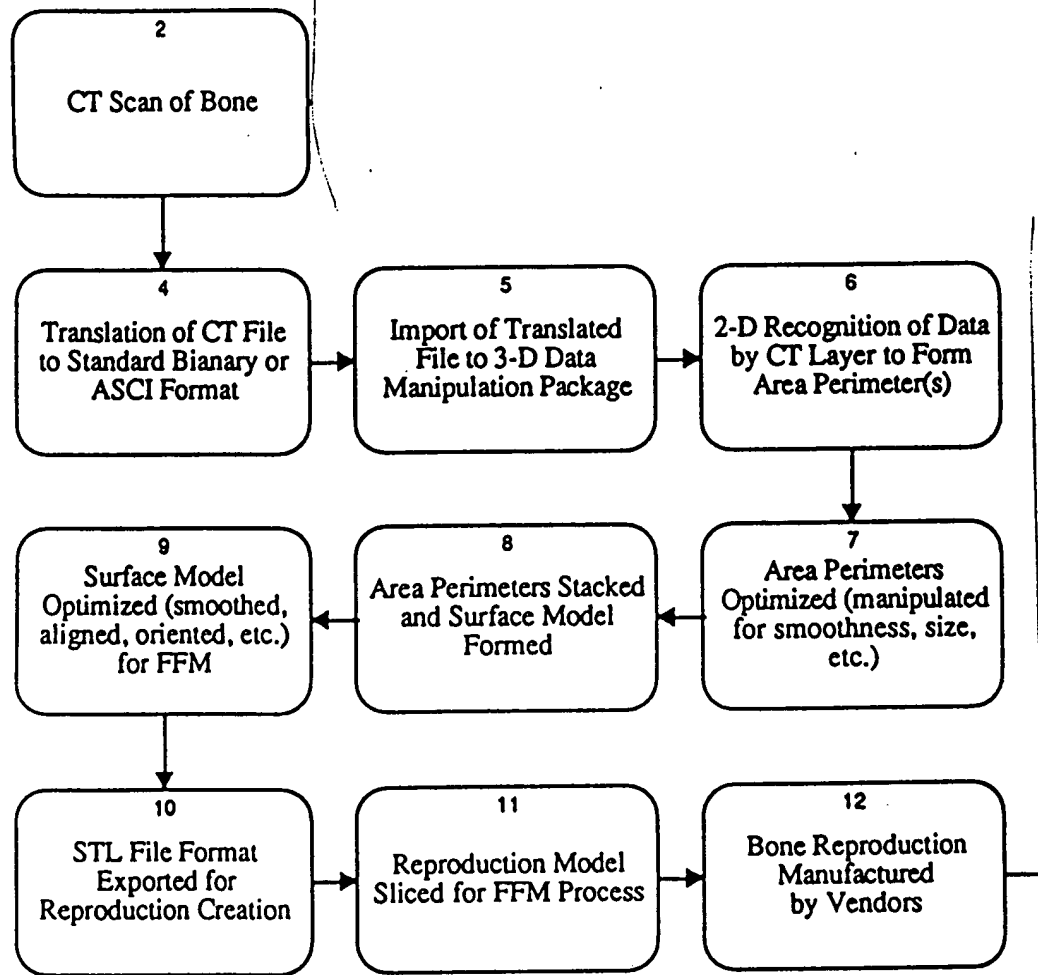 2
CT Scan of Bone
4
Translation of CT File
to Standard Bianary or
ASCI Format
5
Import of Translated
File to 3-D Data
Manipulation Package
6
2-D Recognition of Data
by CT Layer to Form
Area Perimeter(s)
7
Area Perimeters
Optimized (manipulated
for smoothness, size,
etc.)
8
Area Perimeters Stacked
and Surface Model
Formed
9
Surface Model
Optimized (smoothed,
aligned, oriented, etc.)
for FFM
10
STL File Format
Exported for
Reproduction Creation
11
Reproduction Model
Sliced for FFM Process
12
Bone Reproduction
Manufactured
by Vendors